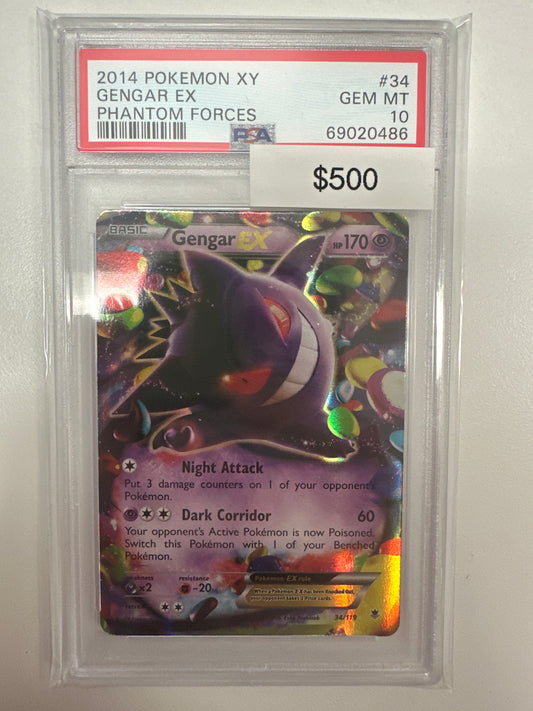 2014 POKEMON XY #34
GENGAR EX GEM MT
PHANTOM FORCES 10
PSA 69020486
$500
BASIC Gengar EX HP170
Night Attack
Put 3 damage counters on 1 of your opponent's
Pokémon.
Dark Corridor 60
Your opponent's Active Pokémon is now Poisoned.
Switch this Pokémon with 1 of your Benched
Pokémon.
weakness resistance Pokémon EX rule
×2 -20 When a Pokémon-EX has been Knocked Out,
your opponent takes 2 Prize cards.
retreat
34/119